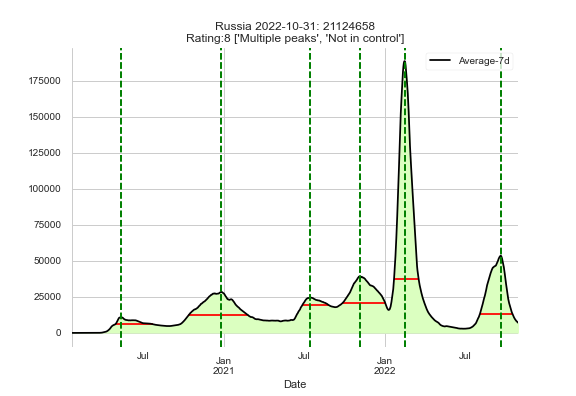 Russia 2022-10-31: 21124658
Rating:8 ['Multiple peaks', 'Not in control']
Average-7d
175000
150000
125000
100000
75000
50000
25000
0
Jul
Jan
2021
Jul
Jan
2022
Jul
Date